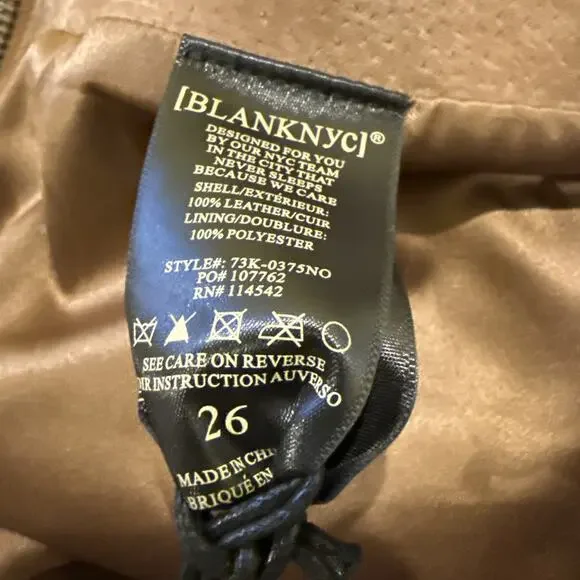 [BLANKNYC]®
DESIGNED FOR YOU
BY OUR NYC TEAM
IN THE CITY THAT
NEVER SLEEPS
BECAUSE WE CARE
SHELL/EXTÉRIEUR:
100% LEATHER/CUIR
LINING/DOUBLURE:
100% POLYESTER
STYLE#: 73K-0375NO
PO# 107762
RN# 114542
SEE CARE ON REVERSE
INSTRUCTION AU VERSO
26
MADE IN
BRIQUÉ EN